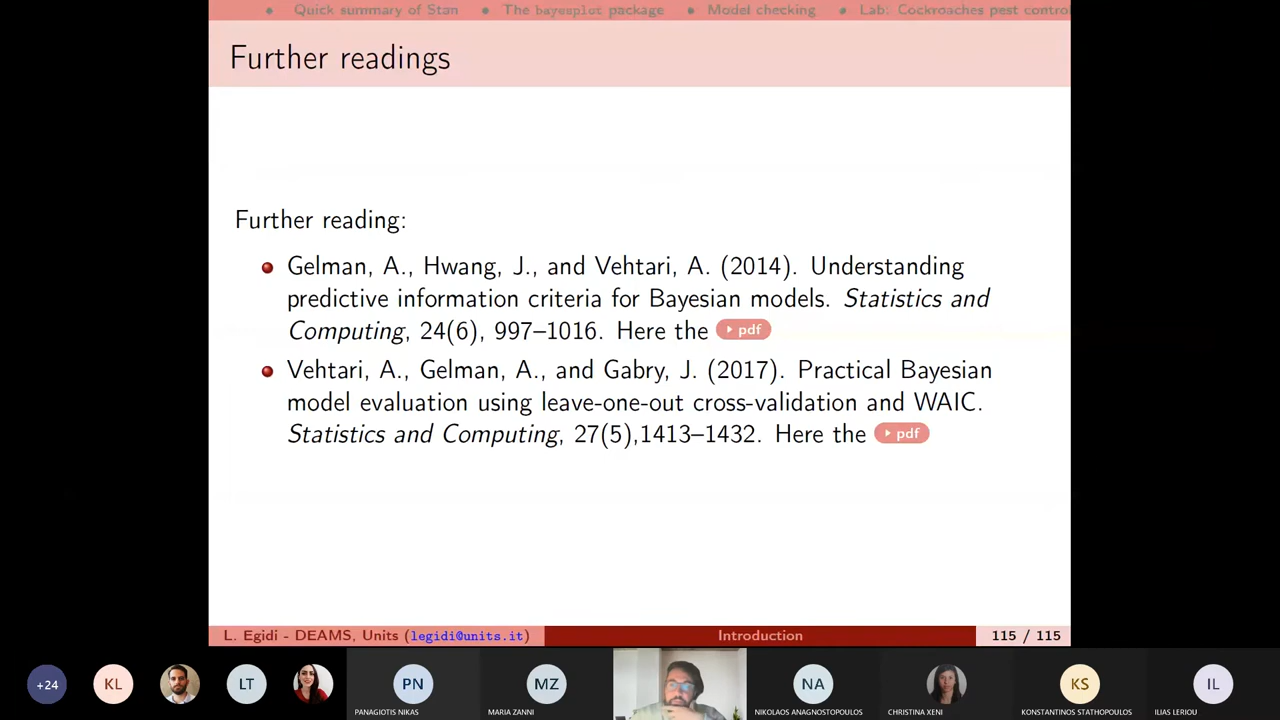 Quick summary of Stan The bayesplot package Model checking Lab: Cockroaches pest contro
Further readings
Further reading:
Gelman, A., Hwang, J., and Vehtari, A. (2014). Understanding
predictive information criteria for Bayesian models. Statistics and
Computing, 24(6), 997–1016. Here the pdf
Vehtari, A., Gelman, A., and Gabry, J. (2017). Practical Bayesian
model evaluation using leave-one-out cross-validation and WAIC.
Statistics and Computing, 27(5),1413–1432. Here the pdf
L. Egidi - DEAMS, Units (legidi@units.it) Introduction 115 / 115
+24 KL LT PN MZ NA KS IL
PANAGIOTIS NIKAS MARIA ZANNI NIKOLAOS ANAGNOSTOPOULOS CHRISTINA XENI KONSTANTINOS STATHOPOULOS ILIAS LERIOU